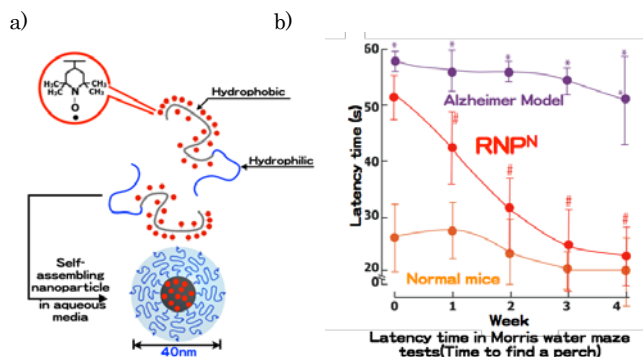 a)
b)
H₃C
CH₃
H₃C
N
CH₃
O
Hydrophobic
Hydrophilic
Self-
assembling
nanoparticle
in aqueous
media
40nm
Latency time (s)
60
50
40
30
20
0
*
*
*
*
*
Alzheimer Model
RNPᴺ
#
#
#
#
Normal mice
0
1
2
3
4
Week
Latency time in Morris water maze
tests(Time to find a perch)